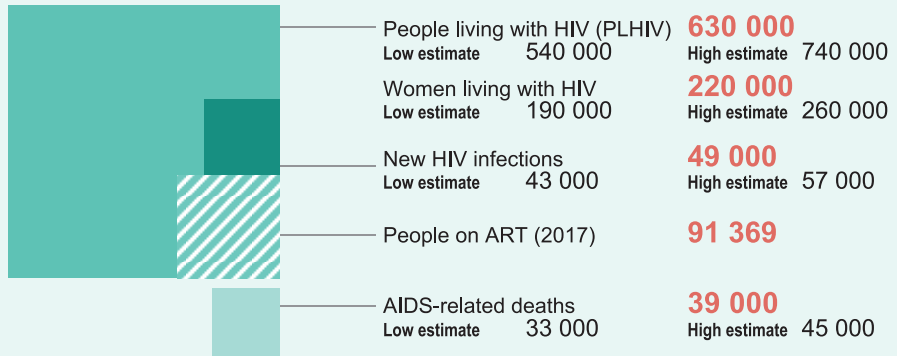 People living with HIV (PLHIV) 630 000
Low estimate 540 000 High estimate 740 000
Women living with HIV 220 000
Low estimate 190 000 High estimate 260 000
New HIV infections 49 000
Low estimate 43 000 High estimate 57 000
People on ART (2017) 91 369
AIDS-related deaths 39 000
Low estimate 33 000 High estimate 45 000